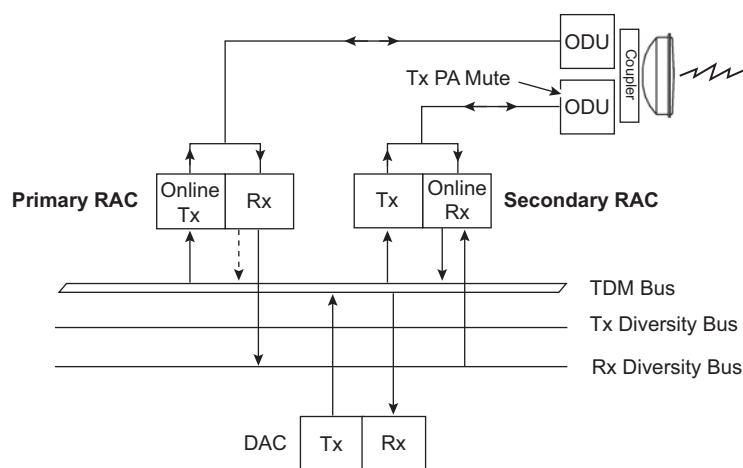 ODU
Tx PA Mute
ODU
Coupler
Primary RAC
Online
Tx
Rx
Tx
Online
Rx
Secondary RAC
TDM Bus
Tx Diversity Bus
Rx Diversity Bus
DAC
Tx
Rx